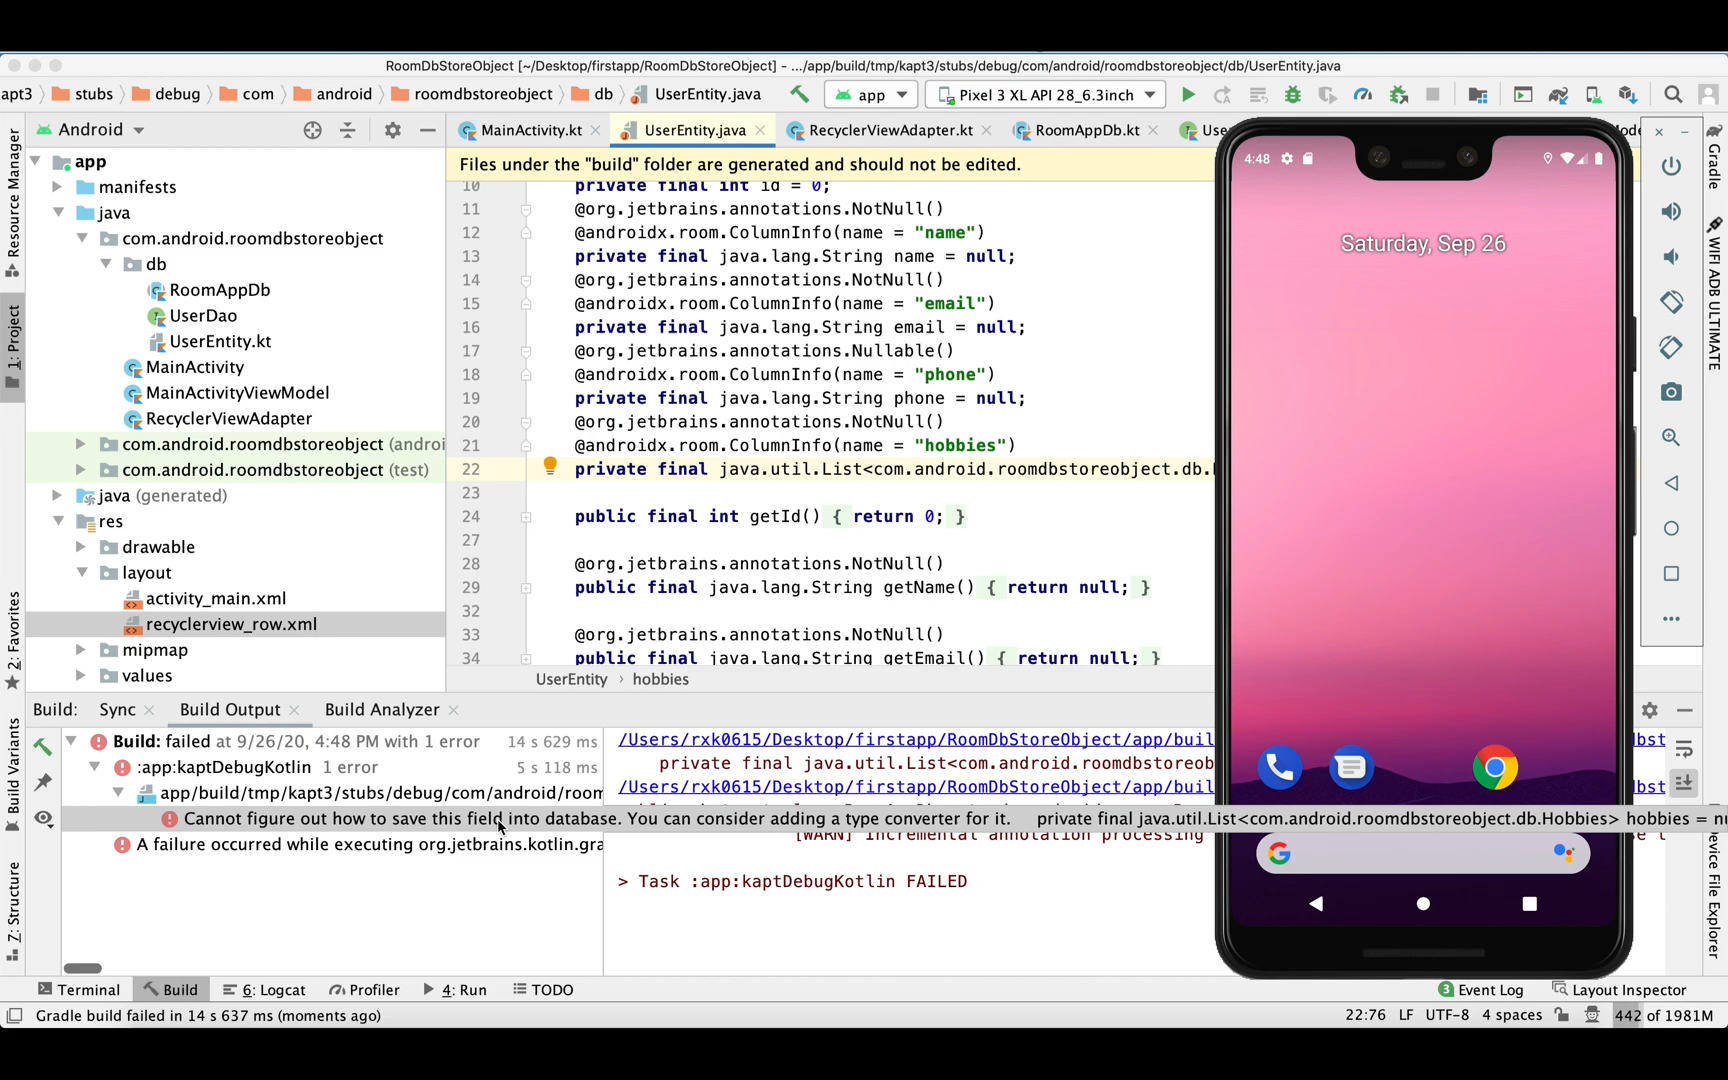 RoomDbStoreObject [~/Desktop/firstapp/RoomDbStoreObject] - .../app/build/tmp/kapt3/stubs/debug/com/android/roomdbstoreobject/db/UserEntity.java
apt3 stubs debug com android roomdbstoreobject db UserEntity.java app Pixel 3 XL API 28_6.3inch
Android
MainActivity.kt UserEntity.java RecyclerViewAdapter.kt RoomAppDb.kt
Files under the "build" folder are generated and should not be edited.
Resource Manager
1: Project
2: Favorites
Build Variants
Z: Structure
app
manifests
java
com.android.roomdbstoreobject
db
RoomAppDb
UserDao
UserEntity.kt
MainActivity
MainActivityViewModel
RecyclerViewAdapter
com.android.roomdbstoreobject (androi
com.android.roomdbstoreobject (test)
java (generated)
res
drawable
layout
activity_main.xml
recyclerview_row.xml
mipmap
values
10 private final int id = 0;
11 @org.jetbrains.annotations.NotNull()
12 @androidx.room.ColumnInfo(name = "name")
13 private final java.lang.String name = null;
14 @org.jetbrains.annotations.NotNull()
15 @androidx.room.ColumnInfo(name = "email")
16 private final java.lang.String email = null;
17 @org.jetbrains.annotations.Nullable()
18 @androidx.room.ColumnInfo(name = "phone")
19 private final java.lang.String phone = null;
20 @org.jetbrains.annotations.NotNull()
21 @androidx.room.ColumnInfo(name = "hobbies")
22 private final java.util.List<com.android.roomdbstoreobject.db.
23
24 public final int getId() { return 0; }
27
28 @org.jetbrains.annotations.NotNull()
29 public final java.lang.String getName() { return null; }
32
33 @org.jetbrains.annotations.NotNull()
34 public final java.lang.String getEmail() { return null; }
UserEntity › hobbies
4:48
Saturday, Sep 26
Gradle
WIFI ADB ULTIMATE
Device File Explorer
Build: Sync Build Output Build Analyzer
Build: failed at 9/26/20, 4:48 PM with 1 error 14 s 629 ms
:app:kaptDebugKotlin 1 error 5 s 118 ms
app/build/tmp/kapt3/stubs/debug/com/android/room
Cannot figure out how to save this field into database. You can consider adding a type converter for it. private final java.util.List<com.android.roomdbstoreobject.db.Hobbies> hobbies = nu
A failure occurred while executing org.jetbrains.kotlin.gra
/Users/rxk0615/Desktop/firstapp/RoomDbStoreObject/app/buil
private final java.util.List<com.android.roomdbstoreob
/Users/rxk0615/Desktop/firstapp/RoomDbStoreObject/app/buil
[WARN] Incremental annotation processing
> Task :app:kaptDebugKotlin FAILED
Terminal Build 6: Logcat Profiler 4: Run TODO 3 Event Log Layout Inspector
Gradle build failed in 14 s 637 ms (moments ago) 22:76 LF UTF-8 4 spaces 442 of 1981M